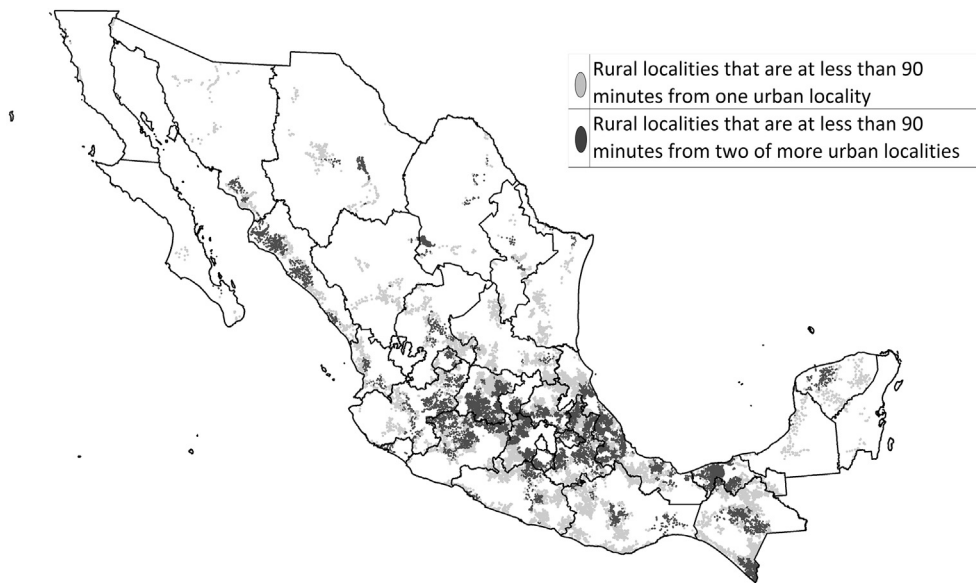 Rural localities that are at less than 90
minutes from one urban locality
Rural localities that are at less than 90
minutes from two of more urban localities